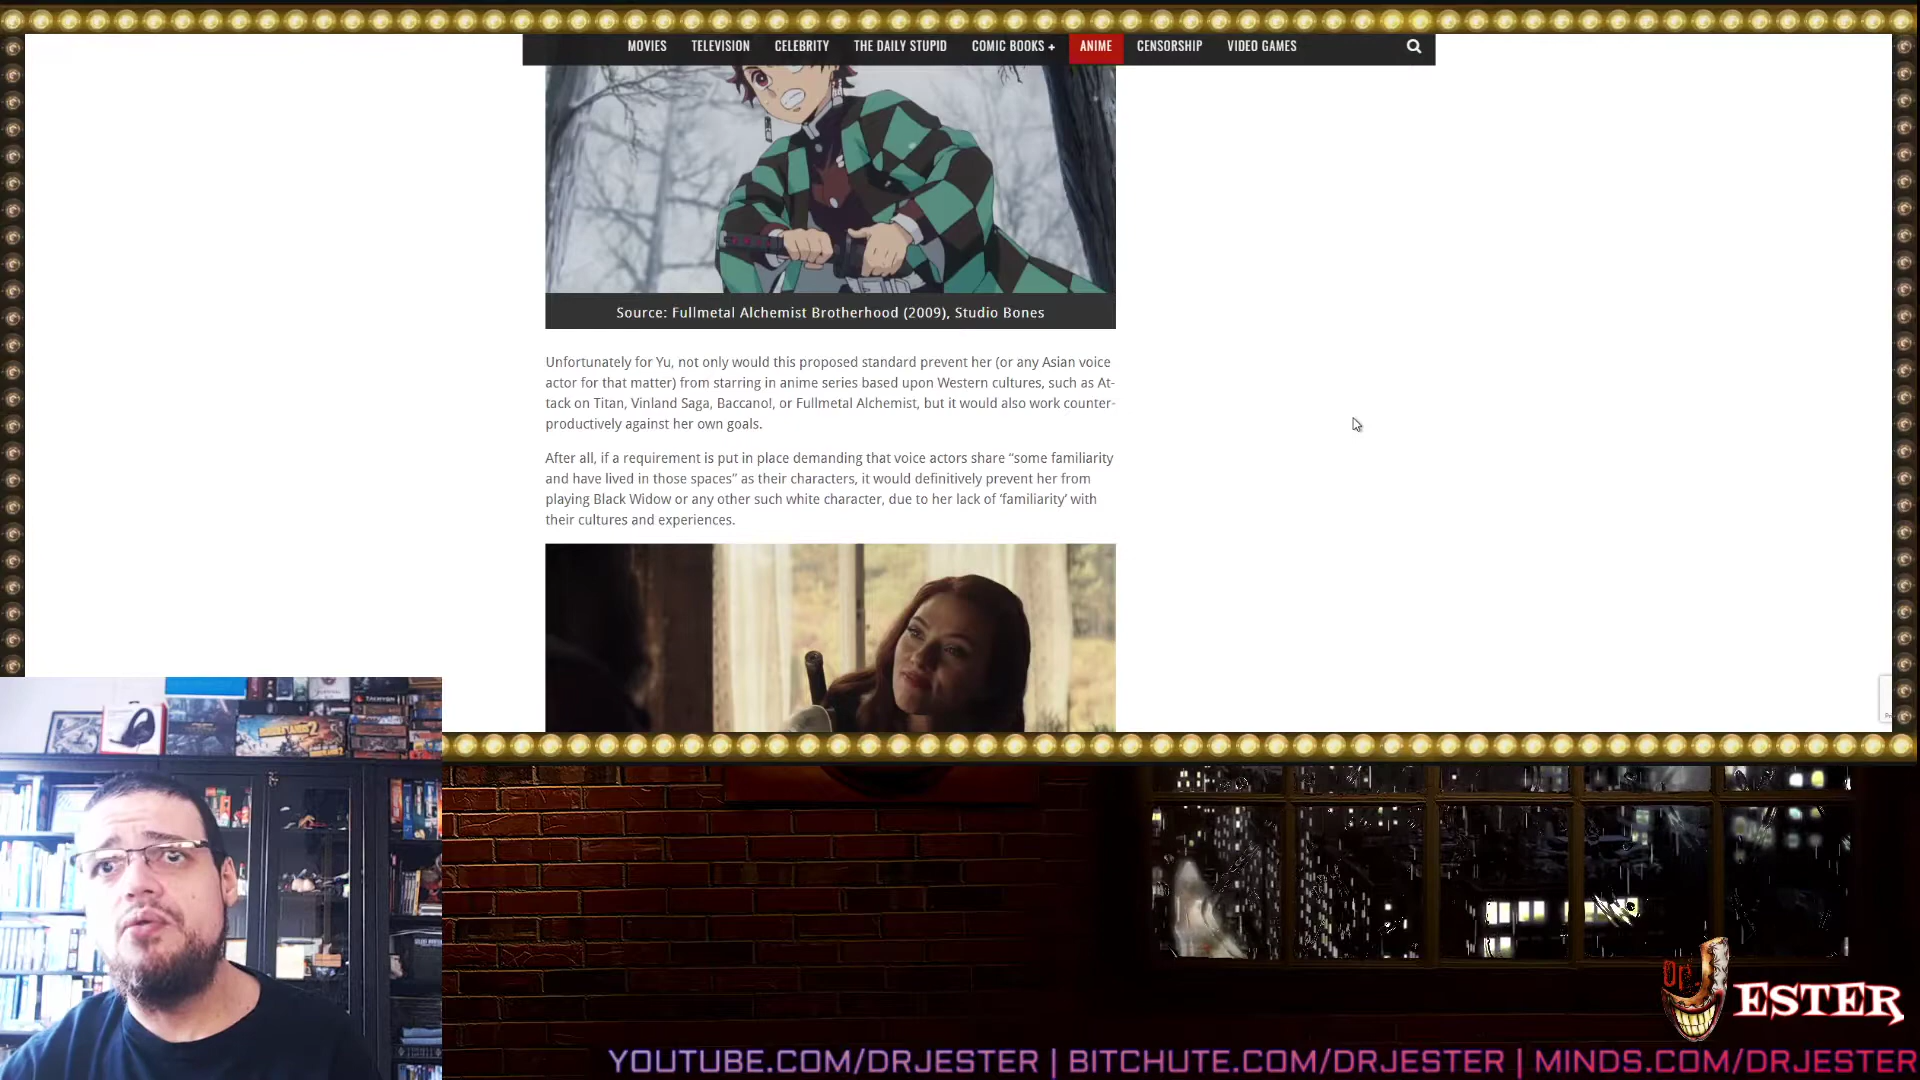 MOVIES TELEVISION CELEBRITY THE DAILY STUPID COMIC BOOKS + ANIME CENSORSHIP VIDEO GAMES
Source: Fullmetal Alchemist Brotherhood (2009), Studio Bones
Unfortunately for Yu, not only would this proposed standard prevent her (or any Asian voice
actor for that matter) from starring in anime series based upon Western cultures, such as At-
tack on Titan, Vinland Saga, Baccano!, or Fullmetal Alchemist, but it would also work counter-
productively against her own goals.
After all, if a requirement is put in place demanding that voice actors share “some familiarity
and have lived in those spaces” as their characters, it would definitively prevent her from
playing Black Widow or any other such white character, due to her lack of ‘familiarity’ with
their cultures and experiences.
Dr JESTER
YOUTUBE.COM/DRJESTER | BITCHUTE.COM/DRJESTER | MINDS.COM/DRJESTER